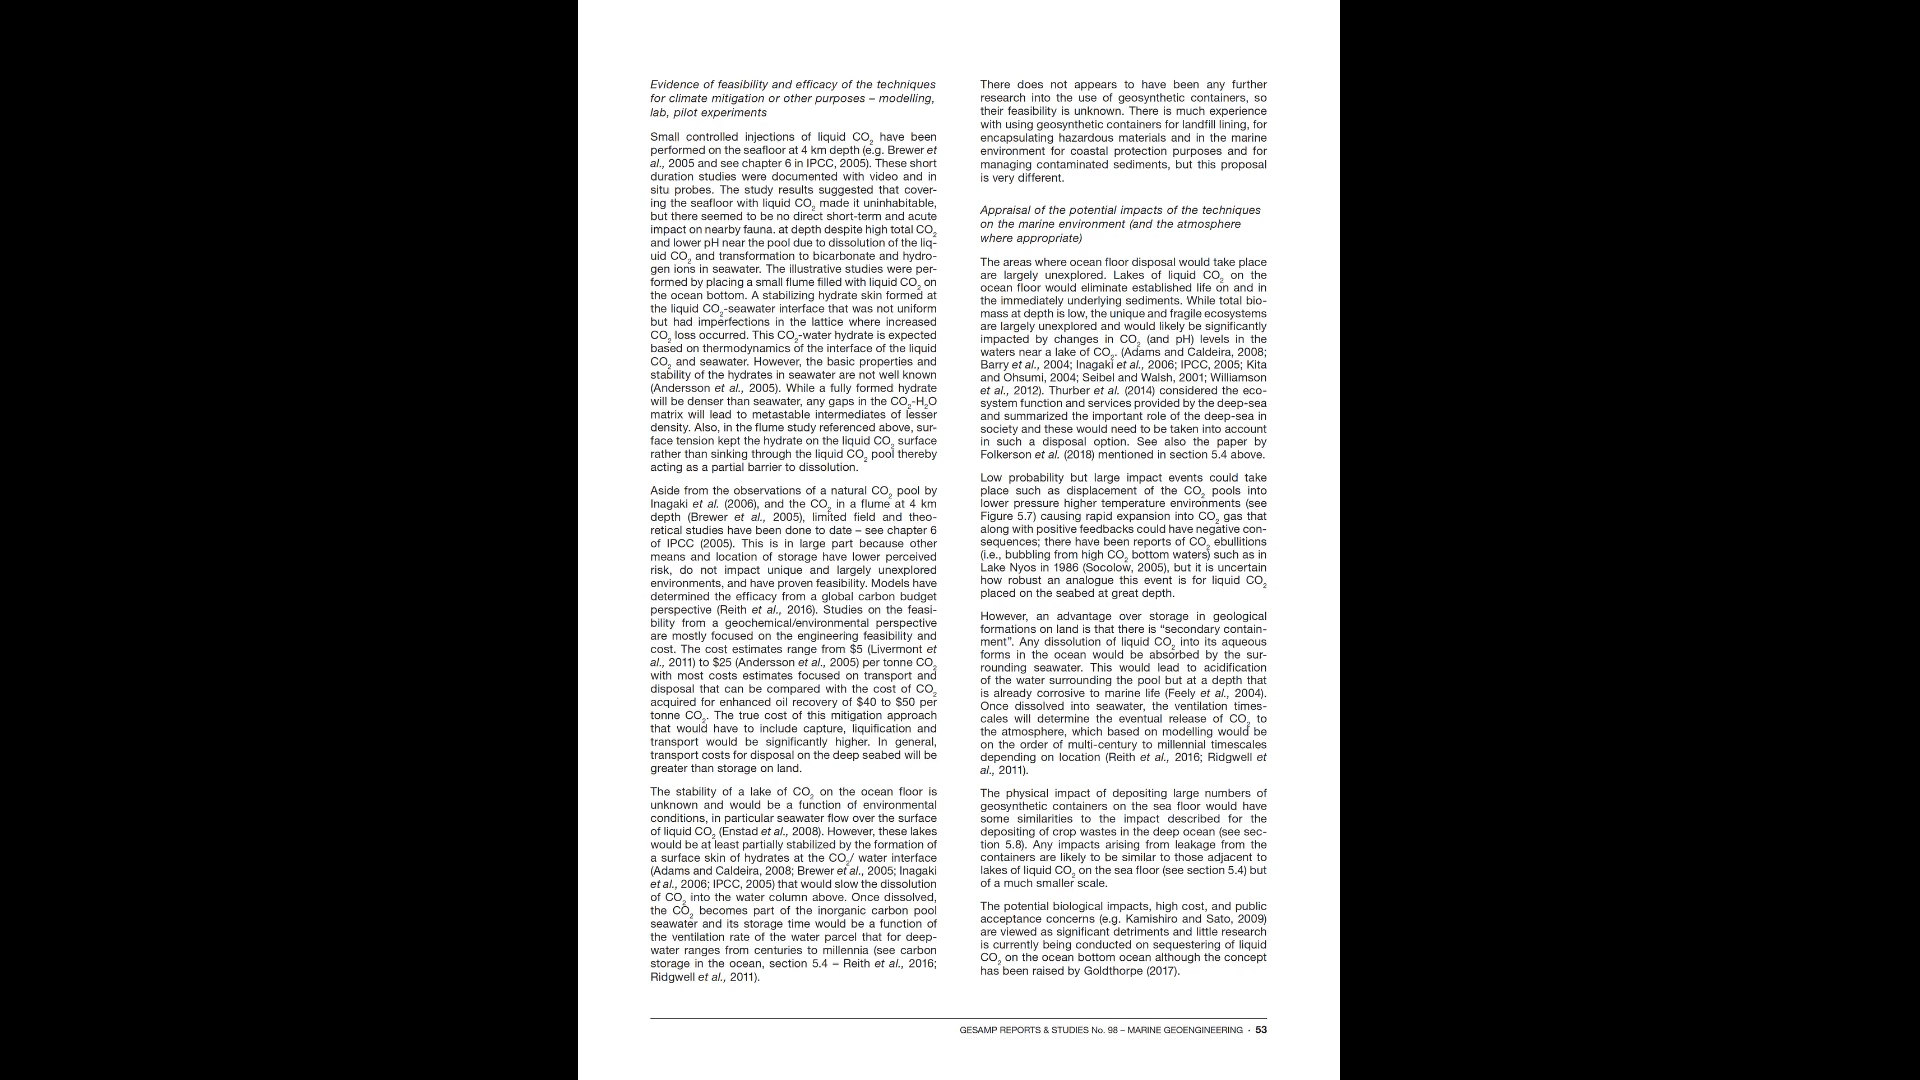 Evidence of feasibility and efficacy of the techniques
for climate mitigation or other purposes – modelling,
lab, pilot experiments
Small controlled injections of liquid CO₂ have been
performed on the seafloor at 4 km depth (e.g. Brewer et
al., 2005 and see chapter 6 in IPCC, 2005). These short
duration studies were documented with video and in
situ probes. The study results suggested that cover-
ing the seafloor with liquid CO₂ made it uninhabitable,
but there seemed to be no direct short-term and acute
impact on nearby fauna. at depth despite high total CO₂
and lower pH near the pool due to dissolution of the liq-
uid CO₂ and transformation to bicarbonate and hydro-
gen ions in seawater. The illustrative studies were per-
formed by placing a small flume filled with liquid CO₂ on
the ocean bottom. A stabilizing hydrate skin formed at
the liquid CO₂-seawater interface that was not uniform
but had imperfections in the lattice where increased
CO₂ loss occurred. This CO₂-water hydrate is expected
based on thermodynamics of the interface of the liquid
CO₂ and seawater. However, the basic properties and
stability of the hydrates in seawater are not well known
(Andersson et al., 2005). While a fully formed hydrate
will be denser than seawater, any gaps in the CO₂-H₂O
matrix will lead to metastable intermediates of lesser
density. Also, in the flume study referenced above, sur-
face tension kept the hydrate on the liquid CO₂ surface
rather than sinking through the liquid CO₂ pool thereby
acting as a partial barrier to dissolution.
Aside from the observations of a natural CO₂ pool by
Inagaki et al. (2006), and the CO₂ in a flume at 4 km
depth (Brewer et al., 2005), limited field and theo-
retical studies have been done to date – see chapter 6
of IPCC (2005). This is in large part because other
means and location of storage have lower perceived
risk, do not impact unique and largely unexplored
environments, and have proven feasibility. Models have
determined the efficacy from a global carbon budget
perspective (Reith et al., 2016). Studies on the feasi-
bility from a geochemical/environmental perspective
are mostly focused on the engineering feasibility and
cost. The cost estimates range from $5 (Livermont et
al., 2011) to $25 (Andersson et al., 2005) per tonne CO₂
with most costs estimates focused on transport and
disposal that can be compared with the cost of CO₂
acquired for enhanced oil recovery of $40 to $50 per
tonne CO₂. The true cost of this mitigation approach
that would have to include capture, liquification and
transport would be significantly higher. In general,
transport costs for disposal on the deep seabed will be
greater than storage on land.
The stability of a lake of CO₂ on the ocean floor is
unknown and would be a function of environmental
conditions, in particular seawater flow over the surface
of liquid CO₂ (Enstad et al., 2008). However, these lakes
would be at least partially stabilized by the formation of
a surface skin of hydrates at the CO₂/ water interface
(Adams and Caldeira, 2008; Brewer et al., 2005; Inagaki
et al., 2006; IPCC, 2005) that would slow the dissolution
of CO₂ into the water column above. Once dissolved,
the CO₂ becomes part of the inorganic carbon pool
seawater and its storage time would be a function of
the ventilation rate of the water parcel that for deep-
water ranges from centuries to millennia (see carbon
storage in the ocean, section 5.4 – Reith et al., 2016;
Ridgwell et al., 2011).
There does not appears to have been any further
research into the use of geosynthetic containers, so
their feasibility is unknown. There is much experience
with using geosynthetic containers for landfill lining, for
encapsulating hazardous materials and in the marine
environment for coastal protection purposes and for
managing contaminated sediments, but this proposal
is very different.
Appraisal of the potential impacts of the techniques
on the marine environment (and the atmosphere
where appropriate)
The areas where ocean floor disposal would take place
are largely unexplored. Lakes of liquid CO₂ on the
ocean floor would eliminate established life on and in
the immediately underlying sediments. While total bio-
mass at depth is low, the unique and fragile ecosystems
are largely unexplored and would likely be significantly
impacted by changes in CO₂ (and pH) levels in the
waters near a lake of CO₂. (Adams and Caldeira, 2008;
Barry et al., 2004; Inagaki et al., 2006; IPCC, 2005; Kita
and Ohsumi, 2004; Seibel and Walsh, 2001; Williamson
et al., 2012). Thurber et al. (2014) considered the eco-
system function and services provided by the deep-sea
and summarized the important role of the deep-sea in
society and these would need to be taken into account
in such a disposal option. See also the paper by
Folkerson et al. (2018) mentioned in section 5.4 above.
Low probability but large impact events could take
place such as displacement of the CO₂ pools into
lower pressure higher temperature environments (see
Figure 5.7) causing rapid expansion into CO₂ gas that
along with positive feedbacks could have negative con-
sequences; there have been reports of CO₂ ebullitions
(i.e., bubbling from high CO₂ bottom waters) such as in
Lake Nyos in 1986 (Socolow, 2005), but it is uncertain
how robust an analogue this event is for liquid CO₂
placed on the seabed at great depth.
However, an advantage over storage in geological
formations on land is that there is “secondary contain-
ment”. Any dissolution of liquid CO₂ into its aqueous
forms in the ocean would be absorbed by the sur-
rounding seawater. This would lead to acidification
of the water surrounding the pool but at a depth that
is already corrosive to marine life (Feely et al., 2004).
Once dissolved into seawater, the ventilation times-
cales will determine the eventual release of CO₂ to
the atmosphere, which based on modelling would be
on the order of multi-century to millennial timescales
depending on location (Reith et al., 2016; Ridgwell et
al., 2011).
The physical impact of depositing large numbers of
geosynthetic containers on the sea floor would have
some similarities to the impact described for the
depositing of crop wastes in the deep ocean (see sec-
tion 5.8). Any impacts arising from leakage from the
containers are likely to be similar to those adjacent to
lakes of liquid CO₂ on the sea floor (see section 5.4) but
of a much smaller scale.
The potential biological impacts, high cost, and public
acceptance concerns (e.g. Kamishiro and Sato, 2009)
are viewed as significant detriments and little research
is currently being conducted on sequestering of liquid
CO₂ on the ocean bottom ocean although the concept
has been raised by Goldthorpe (2017).
GESAMP REPORTS & STUDIES No. 98 – MARINE GEOENGINEERING · 53